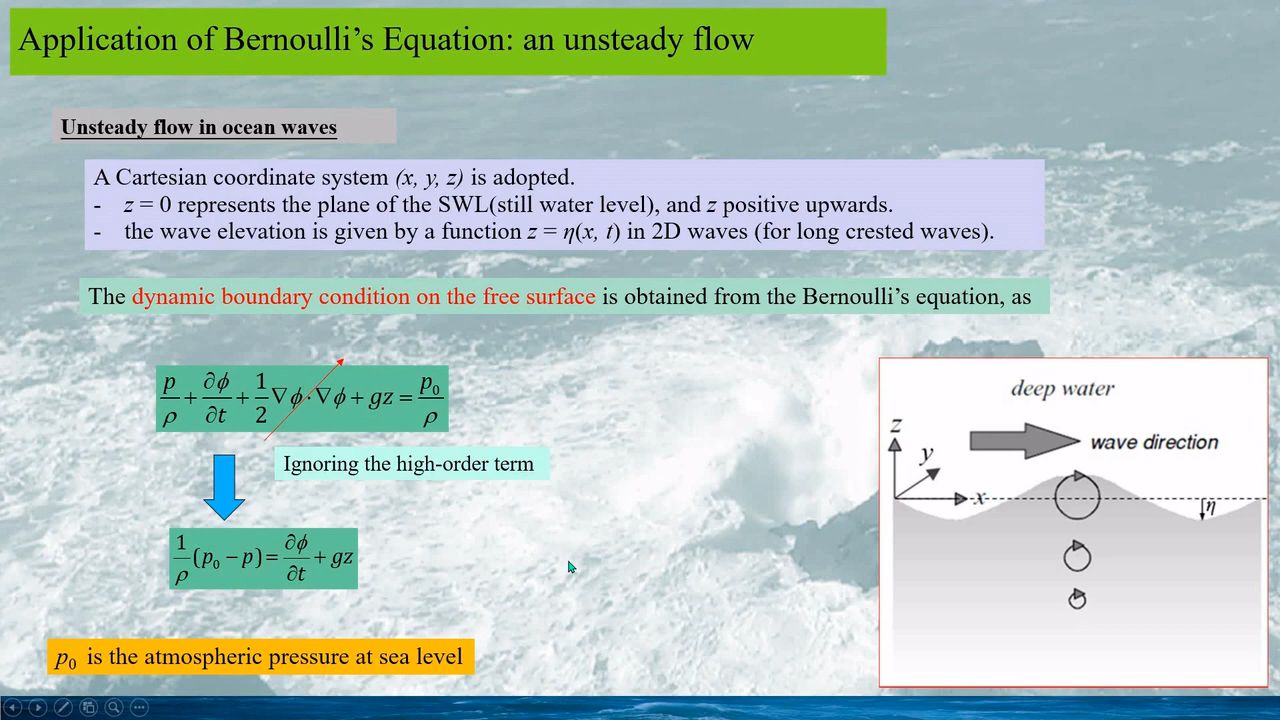 Application of Bernoulli's Equation: an unsteady flow
Unsteady flow in ocean waves
A Cartesian coordinate system (x, y, z) is adopted.
- z = 0 represents the plane of the SWL(still water level), and z positive upwards.
- the wave elevation is given by a function z = η(x, t) in 2D waves (for long crested waves).
The dynamic boundary condition on the free surface is obtained from the Bernoulli's equation, as
p/ρ + ∂ϕ/∂t + 1/2 ∇ϕ·∇ϕ + gz = p₀/ρ
Ignoring the high-order term
1/ρ (p₀ − p) = ∂ϕ/∂t + gz
p₀ is the atmospheric pressure at sea level
deep water
z
wave direction
y
x
η